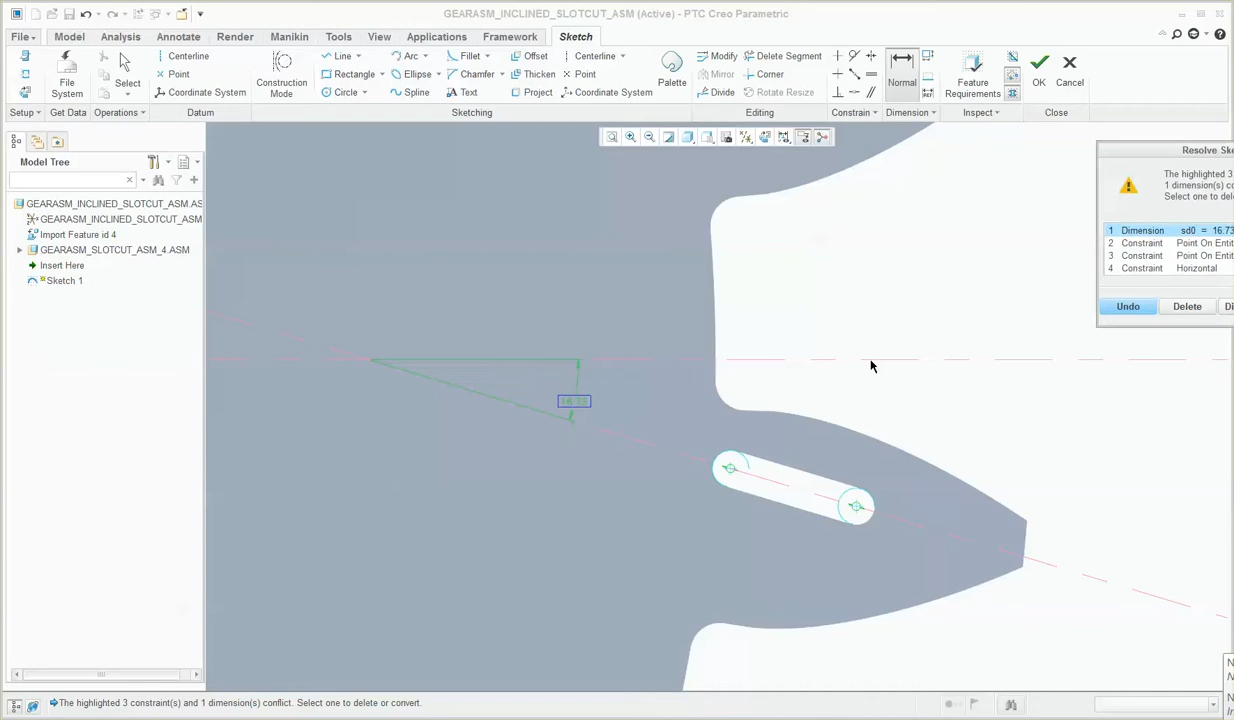 GEARASM_INCLINED_SLOTCUT_ASM (Active) - PTC Creo Parametric
File Model Analysis Annotate Render Manikin Tools View Applications Framework Sketch
Centerline Line Arc Fillet Offset Centerline Modify Delete Segment
Point Rectangle Ellipse Chamfer Thicken Point Mirror Corner
Coordinate System Circle Spline Text Project Coordinate System Divide Rotate Resize
File System Select Construction Mode Palette Normal Feature Requirements OK Cancel
Setup Get Data Operations Datum Sketching Editing Constrain Dimension Inspect Close
Model Tree
GEARASM_INCLINED_SLOTCUT_ASM.AS
GEARASM_INCLINED_SLOTCUT_ASM
Import Feature id 4
GEARASM_SLOTCUT_ASM_4.ASM
Insert Here
Sketch 1
Resolve Ske
The highlighted 3
1 dimension(s) co
Select one to dele
1 Dimension sd0 = 16.73
2 Constraint Point On Entit
3 Constraint Point On Entit
4 Constraint Horizontal
Undo Delete Di
The highlighted 3 constraint(s) and 1 dimension(s) conflict. Select one to delete or convert.